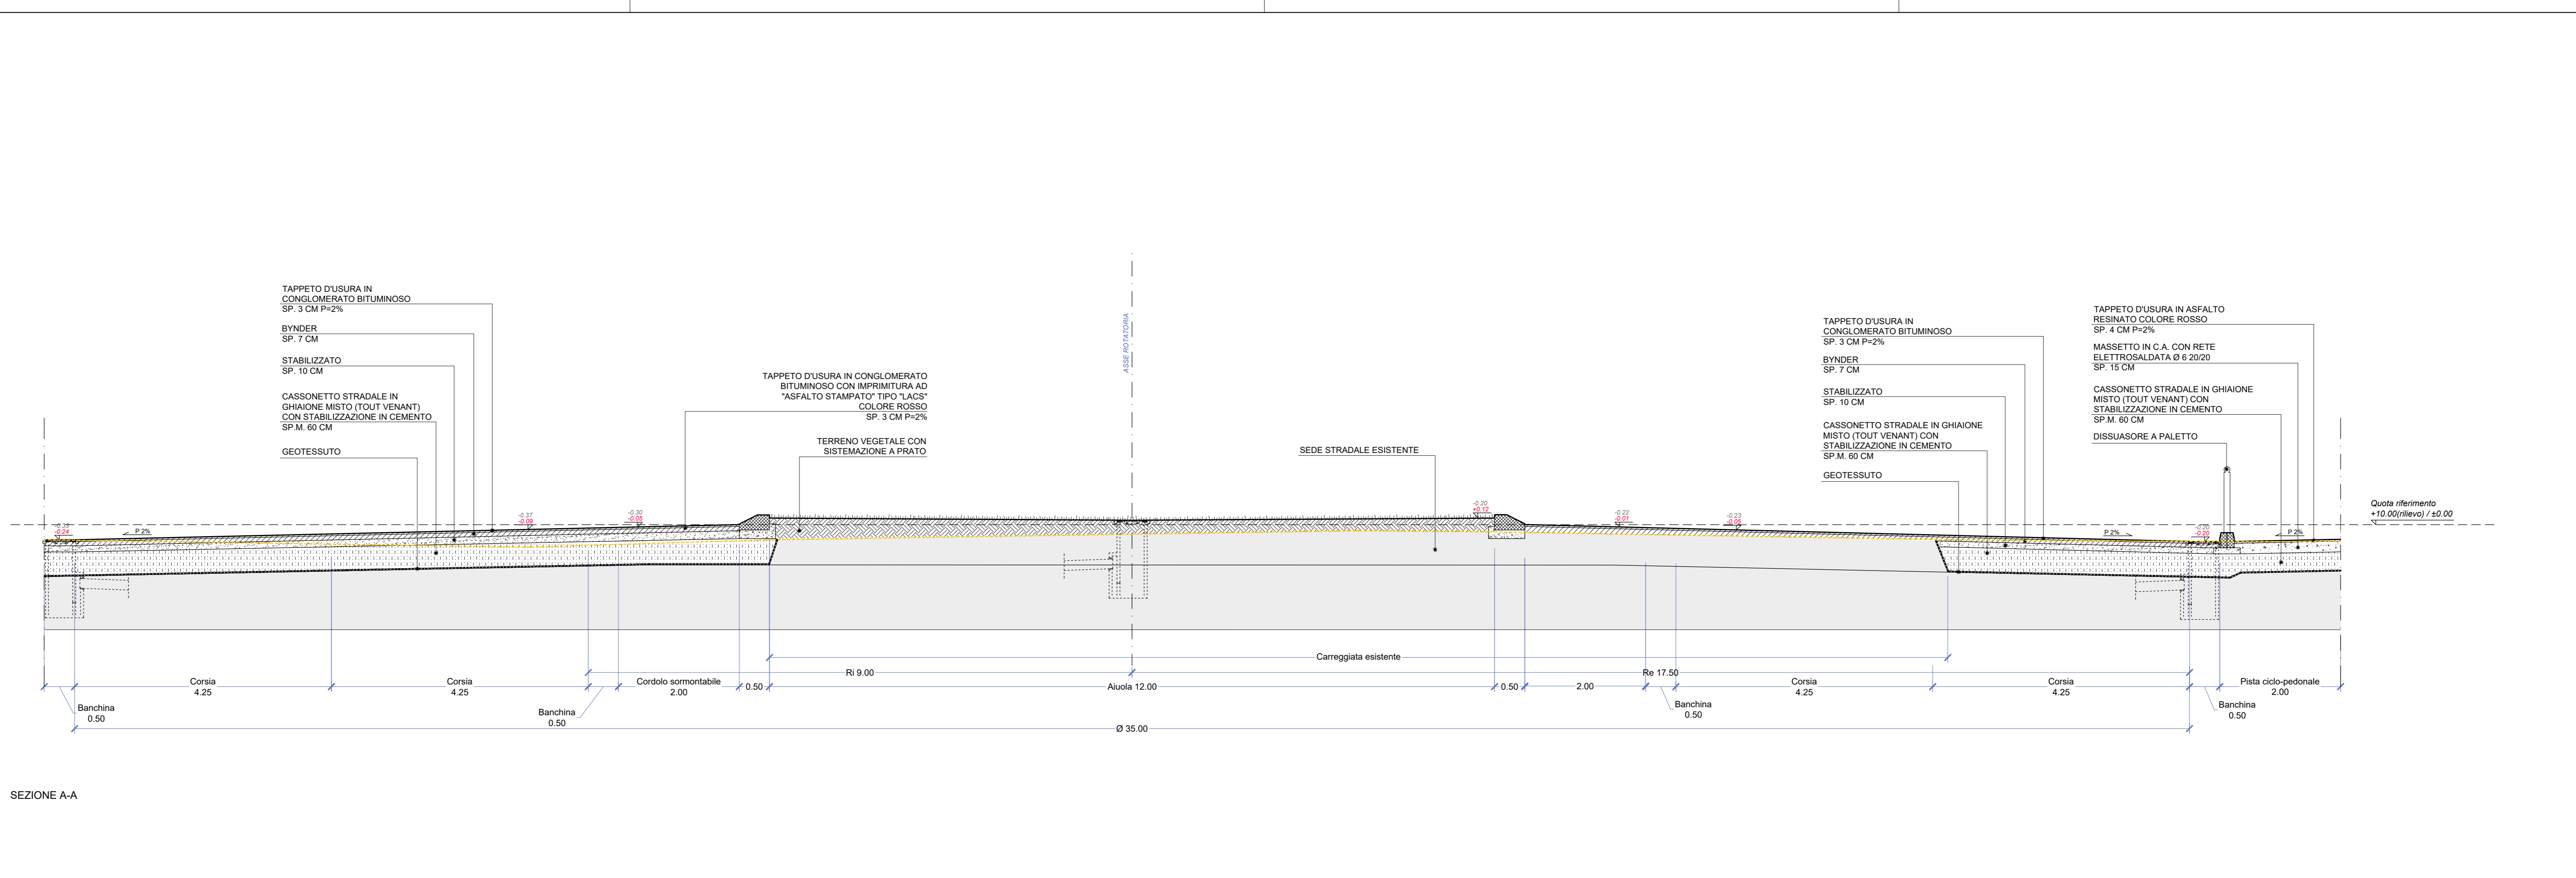 TAPPETO D'USURA IN
CONGLOMERATO BITUMINOSO
SP. 3 CM P=2%
BYNDER
SP. 7 CM
STABILIZZATO
SP. 10 CM
CASSONETTO STRADALE IN
GHIAIONE MISTO (TOUT VENANT)
CON STABILIZZAZIONE IN CEMENTO
SP.M. 60 CM
GEOTESSUTO
TAPPETO D'USURA IN CONGLOMERATO
BITUMINOSO CON IMPRIMITURA AD
"ASFALTO STAMPATO" TIPO "LACS"
COLORE ROSSO
SP. 3 CM P=2%
TERRENO VEGETALE CON
SISTEMAZIONE A PRATO
ASSE ROTATORIA
SEDE STRADALE ESISTENTE
TAPPETO D'USURA IN
CONGLOMERATO BITUMINOSO
SP. 3 CM P=2%
BYNDER
SP. 7 CM
STABILIZZATO
SP. 10 CM
CASSONETTO STRADALE IN GHIAIONE
MISTO (TOUT VENANT) CON
STABILIZZAZIONE IN CEMENTO
SP.M. 60 CM
GEOTESSUTO
TAPPETO D'USURA IN ASFALTO
RESINATO COLORE ROSSO
SP. 4 CM P=2%
MASSETTO IN C.A. CON RETE
ELETTROSALDATA Ø 6 20/20
SP. 15 CM
CASSONETTO STRADALE IN GHIAIONE
MISTO (TOUT VENANT) CON
STABILIZZAZIONE IN CEMENTO
SP.M. 60 CM
DISSUASORE A PALETTO
Quota riferimento
+10.00(rilievo) / ±0.00
-0.24
P 2%
-0.37
-0.09
-0.30
-0.05
-0.20
+0.12
-0.22
-0.01
-0.23
-0.05
P 2%
-0.20
-0.20
P 2%
Carreggiata esistente
Ri 9.00
Re 17.50
Corsia
4.25
Corsia
4.25
Cordolo sormontabile
2.00
0.50
Aiuola 12.00
0.50
2.00
Corsia
4.25
Corsia
4.25
Pista ciclo-pedonale
2.00
Banchina
0.50
Banchina
0.50
Banchina
0.50
Banchina
0.50
Ø 35.00
SEZIONE A-A